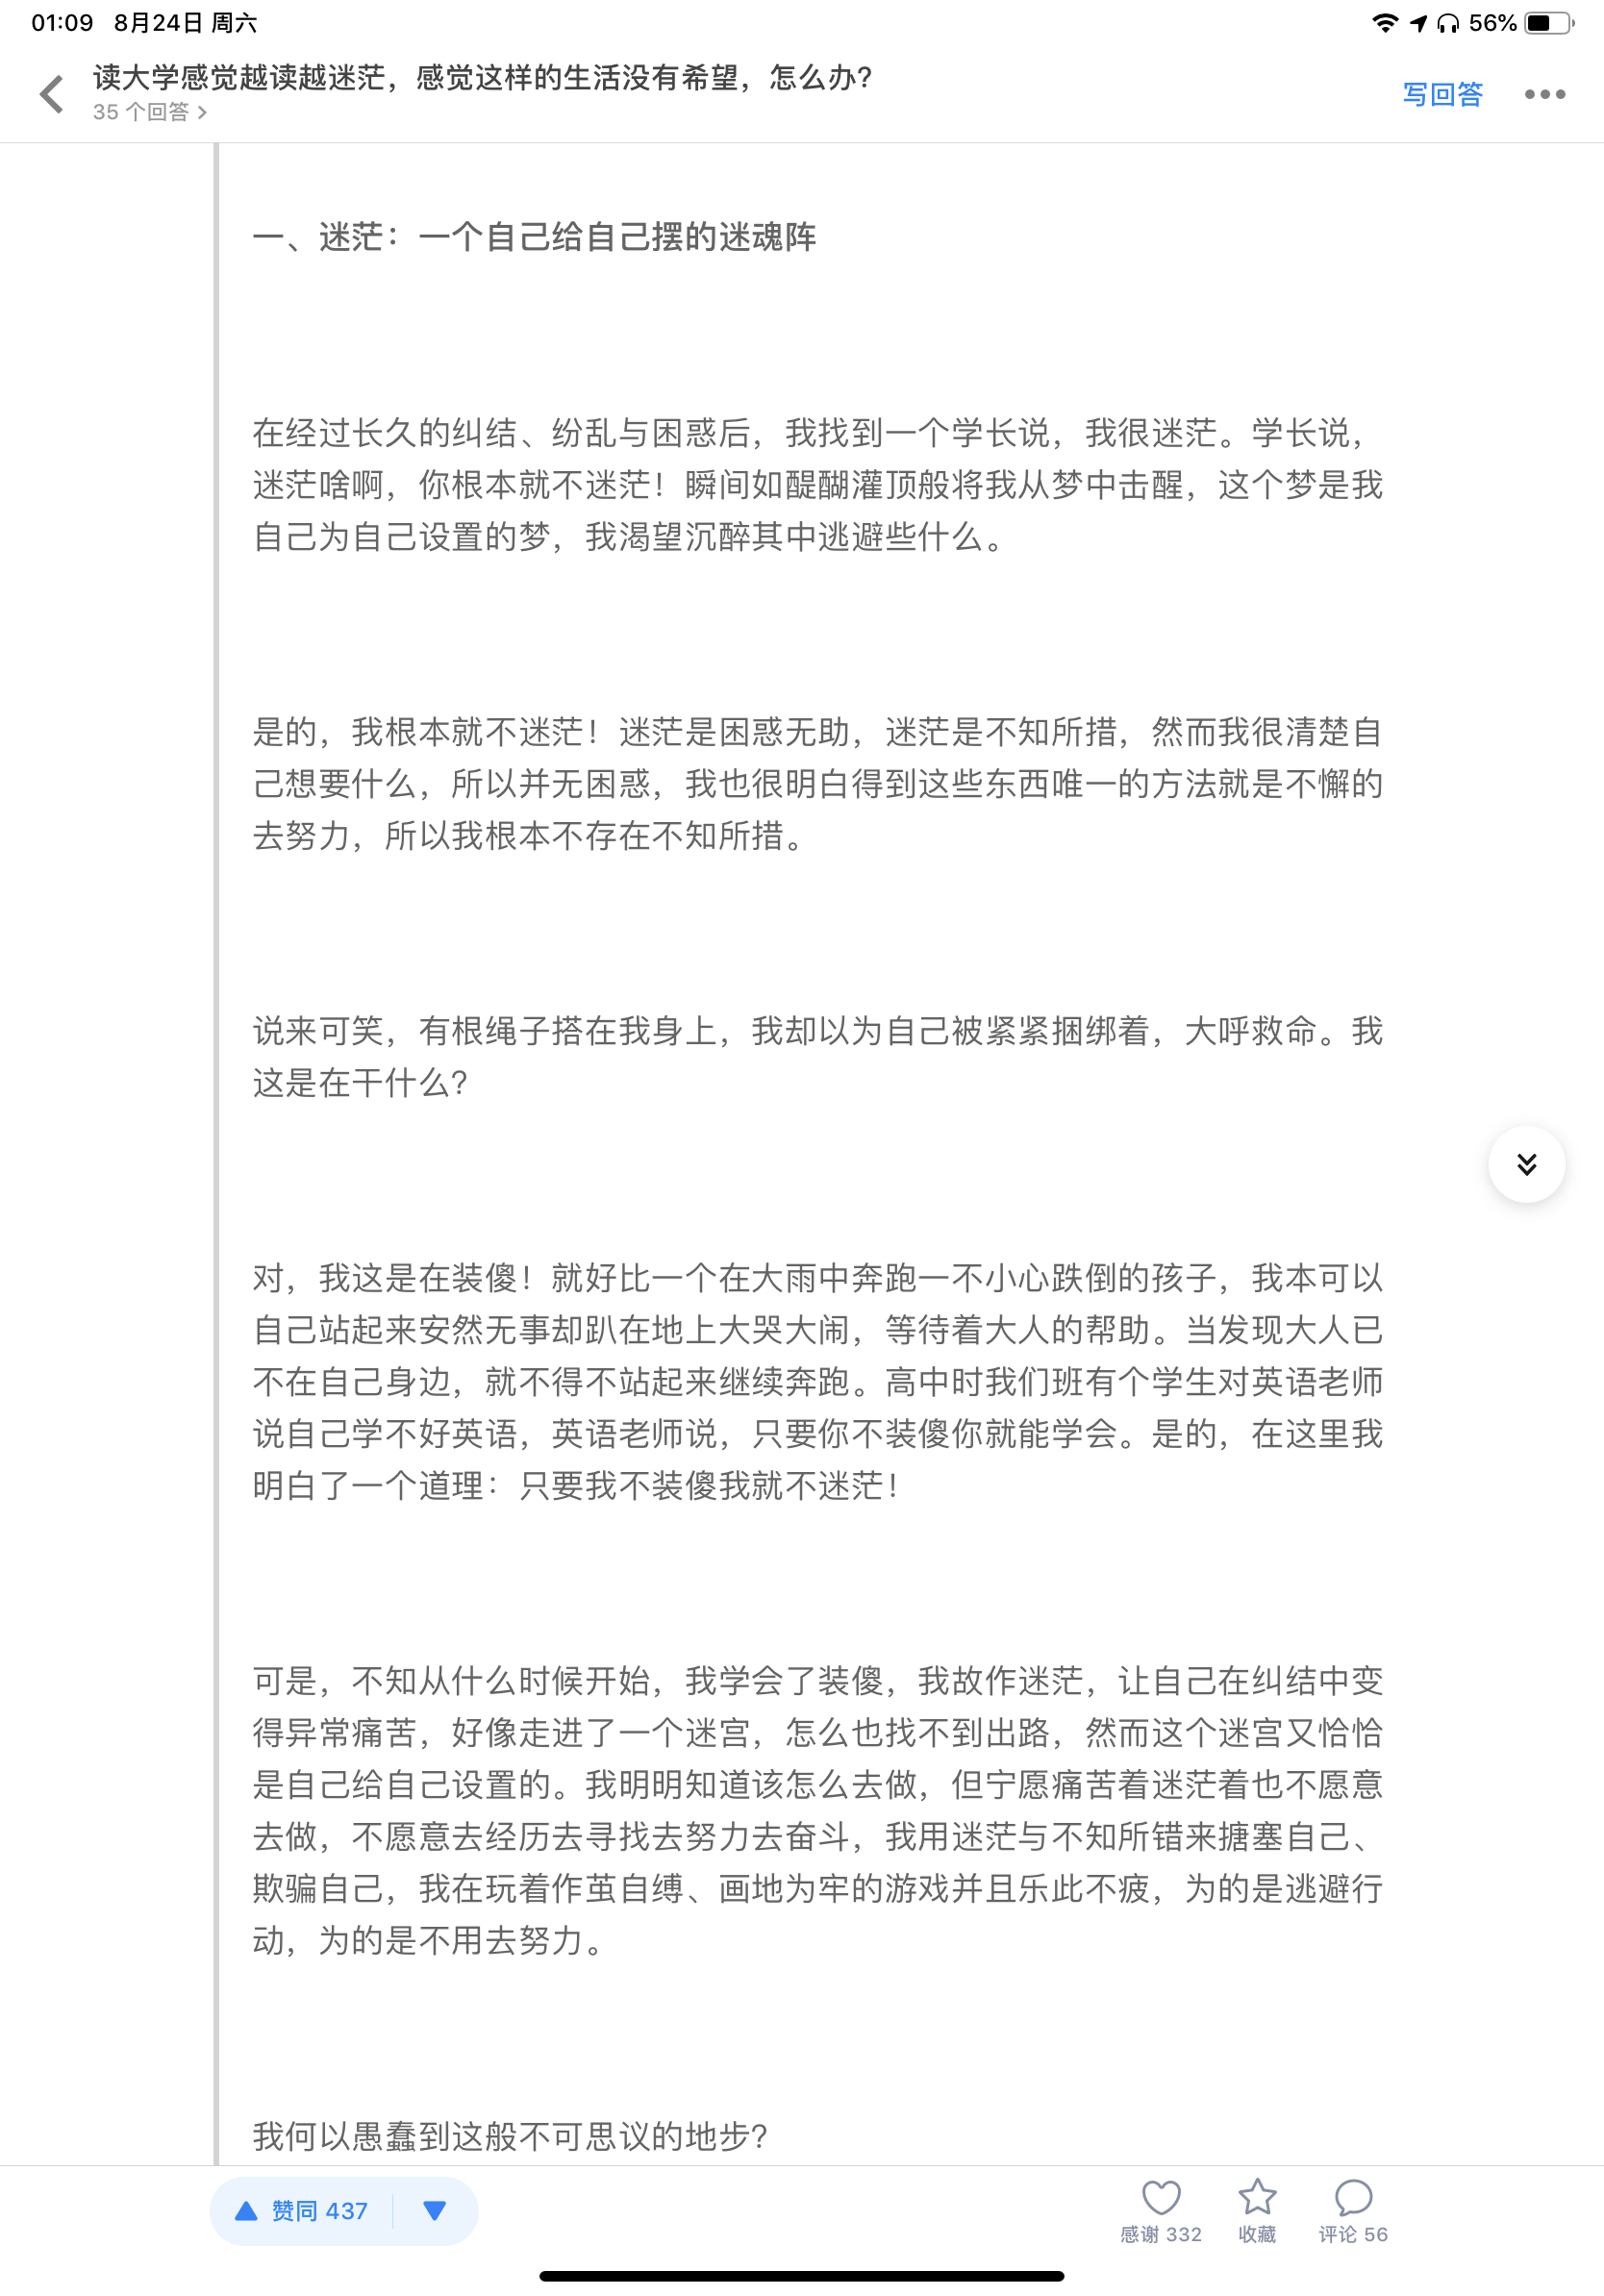 01:09 8月24日 周六
56%
读大学感觉越读越迷茫，感觉这样的生活没有希望，怎么办?
35 个回答
写回答
一、迷茫：一个自己给自己摆的迷魂阵
在经过长久的纠结、纷乱与困惑后，我找到一个学长说，我很迷茫。学长说，
迷茫啥啊，你根本就不迷茫！瞬间如醍醐灌顶般将我从梦中击醒，这个梦是我
自己为自己设置的梦，我渴望沉醉其中逃避些什么。
是的，我根本就不迷茫！迷茫是困惑无助，迷茫是不知所措，然而我很清楚自
己想要什么，所以并无困惑，我也很明白得到这些东西唯一的方法就是不懈的
去努力，所以我根本不存在不知所措。
说来可笑，有根绳子搭在我身上，我却以为自己被紧紧捆绑着，大呼救命。我
这是在干什么?
对，我这是在装傻！就好比一个在大雨中奔跑一不小心跌倒的孩子，我本可以
自己站起来安然无事却趴在地上大哭大闹，等待着大人的帮助。当发现大人已
不在自己身边，就不得不站起来继续奔跑。高中时我们班有个学生对英语老师
说自己学不好英语，英语老师说，只要你不装傻你就能学会。是的，在这里我
明白了一个道理：只要我不装傻我就不迷茫！
可是，不知从什么时候开始，我学会了装傻，我故作迷茫，让自己在纠结中变
得异常痛苦，好像走进了一个迷宫，怎么也找不到出路，然而这个迷宫又恰恰
是自己给自己设置的。我明明知道该怎么去做，但宁愿痛苦着迷茫着也不愿意
去做，不愿意去经历去寻找去努力去奋斗，我用迷茫与不知所错来搪塞自己、
欺骗自己，我在玩着作茧自缚、画地为牢的游戏并且乐此不疲，为的是逃避行
动，为的是不用去努力。
我何以愚蠢到这般不可思议的地步?
赞同 437
感谢 332
收藏
评论 56